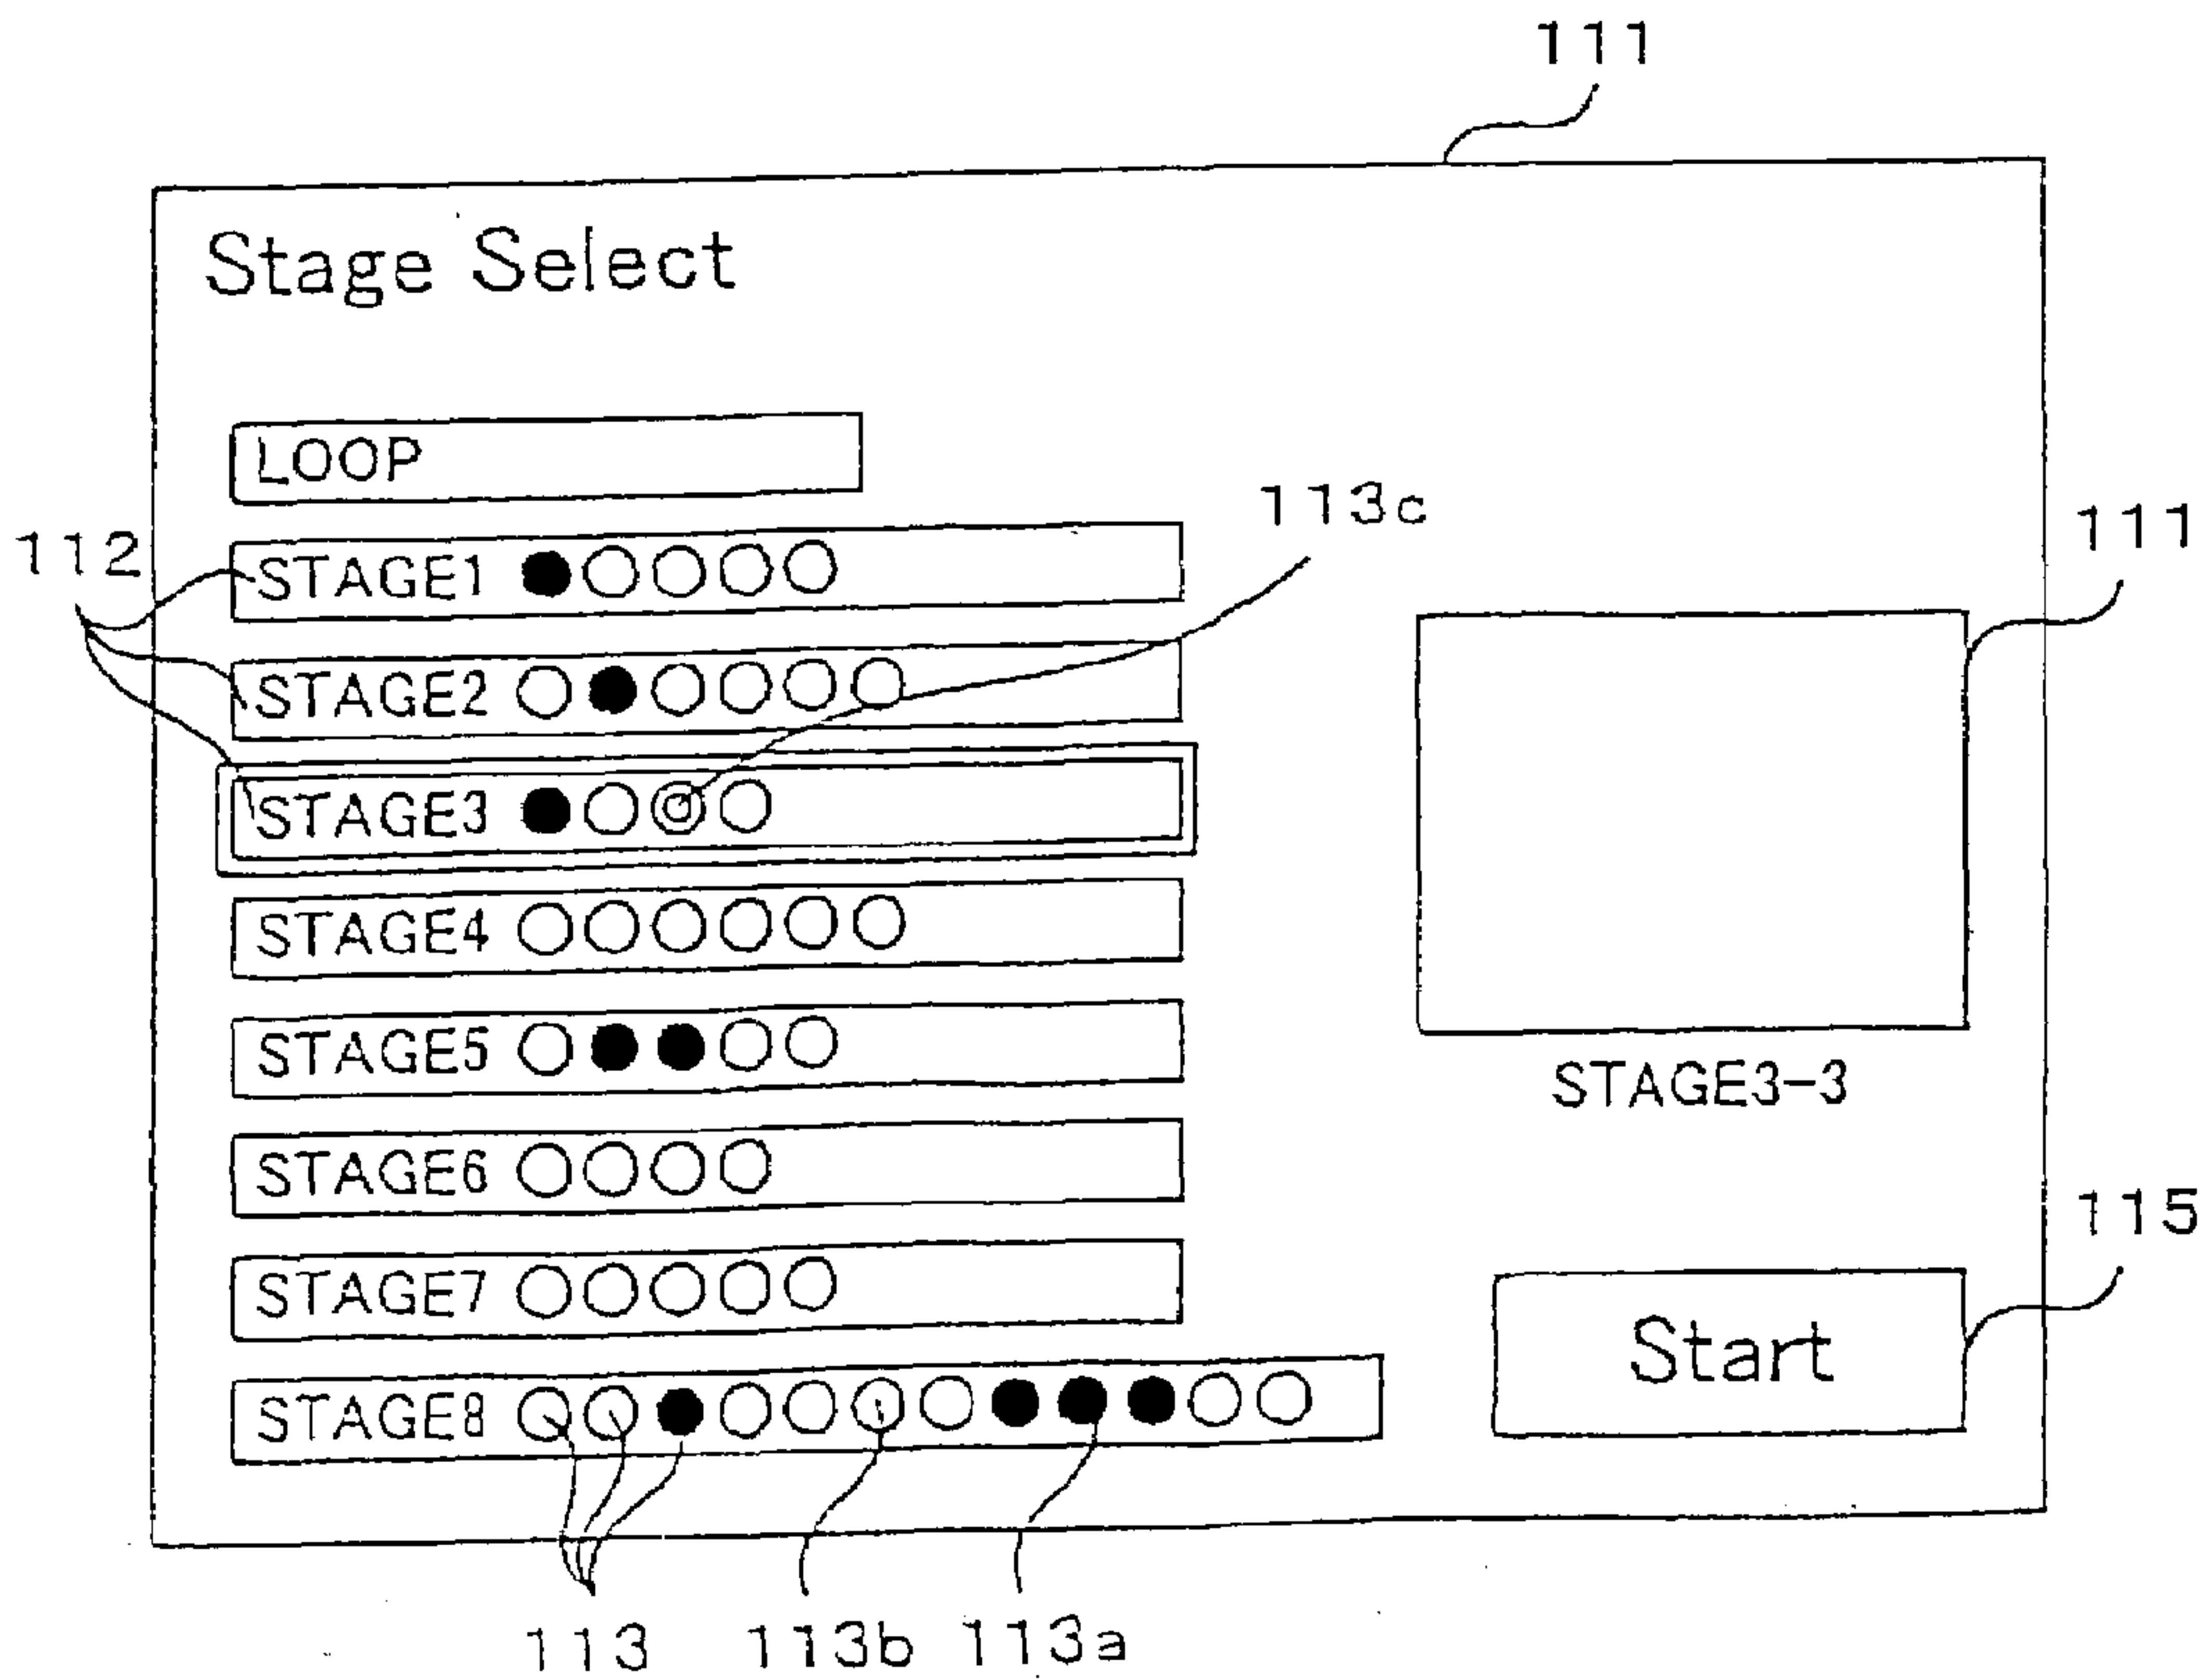 111
Stage Select
LOOP
113c
111
112
STAGE1
STAGE2
STAGE3
STAGE4
STAGE5
STAGE3-3
STAGE6
115
STAGE7
Start
STAGE8
113
113b
113a